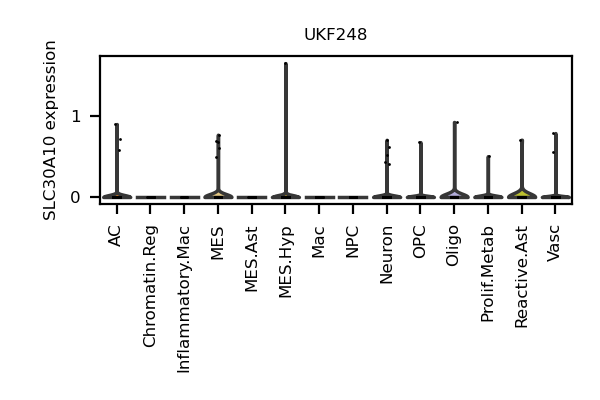 UKF248
SLC30A10 expression
1
0
AC
Chromatin.Reg
Inflammatory.Mac
MES
MES.Ast
MES.Hyp
Mac
NPC
Neuron
OPC
Oligo
Prolif.Metab
Reactive.Ast
Vasc